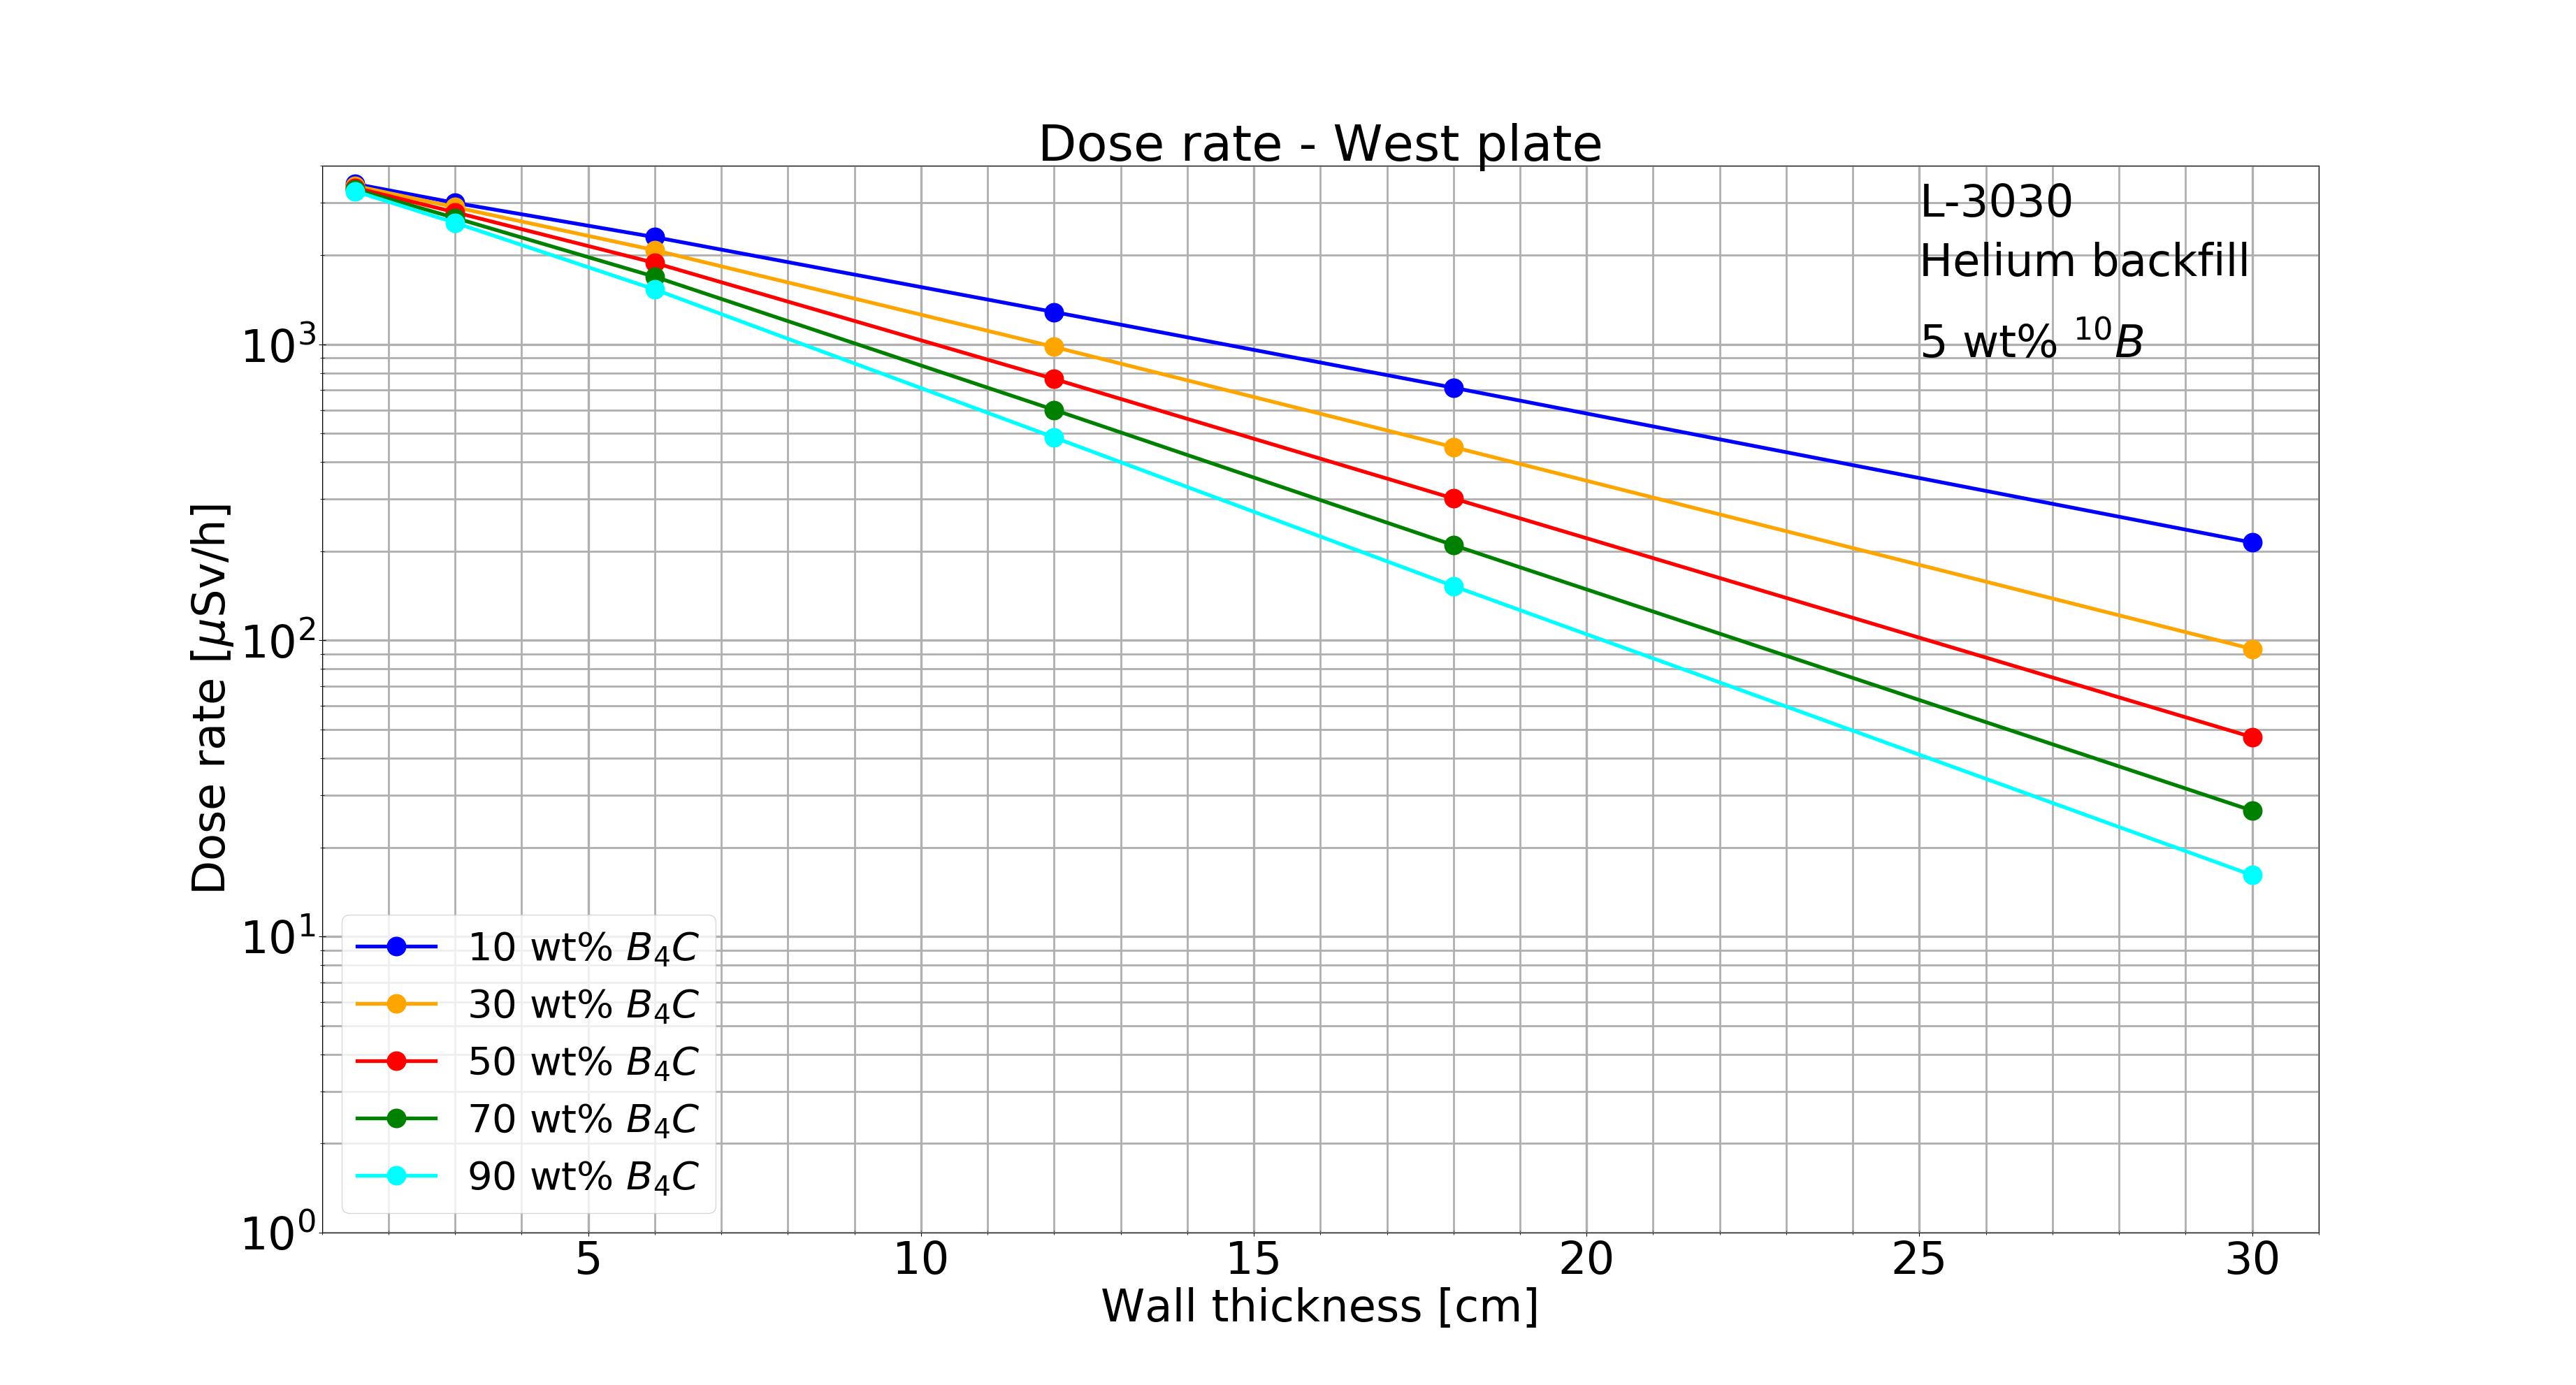 Dose rate - West plate
L-3030
Helium backfill
5 wt% ¹⁰B
Dose rate [μSv/h]
10³
10²
10¹
10⁰
10 wt% B₄C
30 wt% B₄C
50 wt% B₄C
70 wt% B₄C
90 wt% B₄C
5 10 15 20 25 30
Wall thickness [cm]